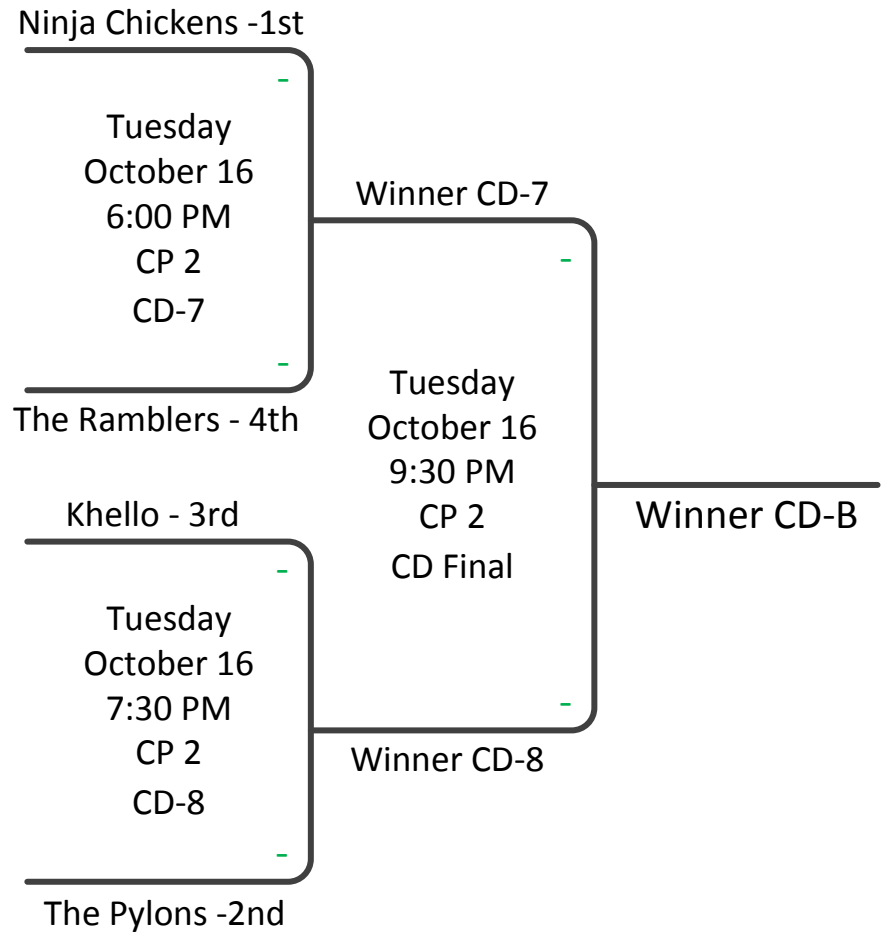 Ninja Chickens -1st
-
Tuesday
October 16
6:00 PM
CP 2
CD-7
-
The Ramblers - 4th
Khello - 3rd
-
Tuesday
October 16
7:30 PM
CP 2
CD-8
-
The Pylons -2nd
Winner CD-7
-
Tuesday
October 16
9:30 PM
CP 2
CD Final
-
Winner CD-8
Winner CD-B